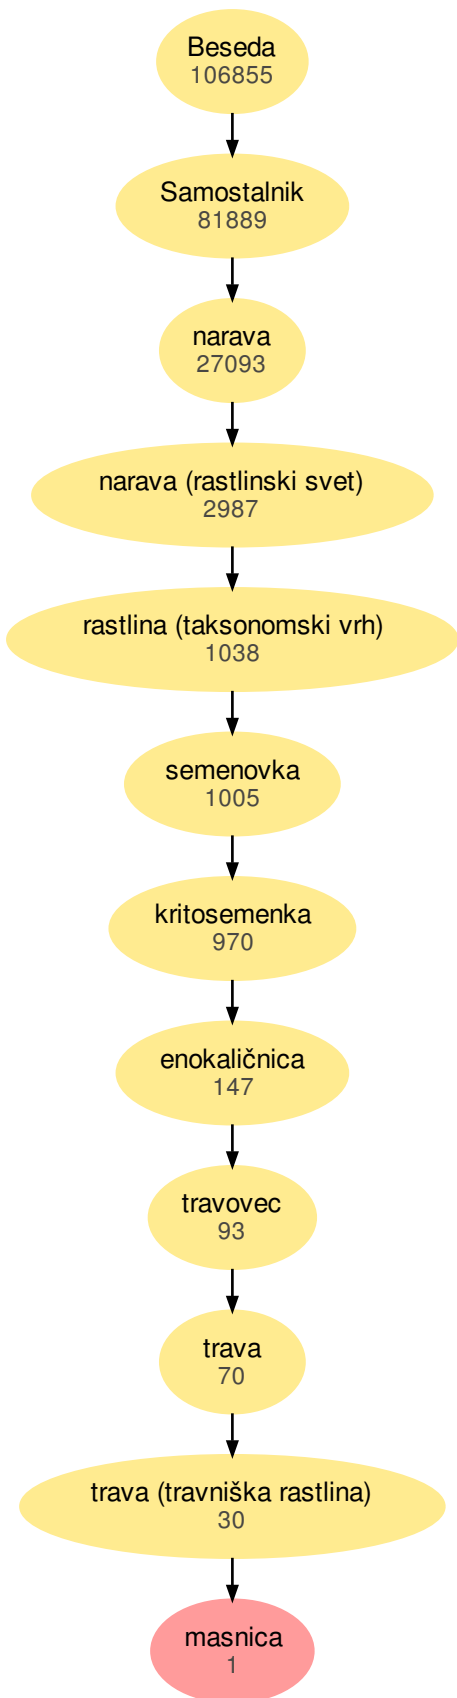 Beseda
106855
Samostalnik
81889
narava
27093
narava (rastlinski svet)
2987
rastlina (taksonomski vrh)
1038
semenovka
1005
kritosemenka
970
enokaličnica
147
travovec
93
trava
70
trava (travniška rastlina)
30
masnica
1